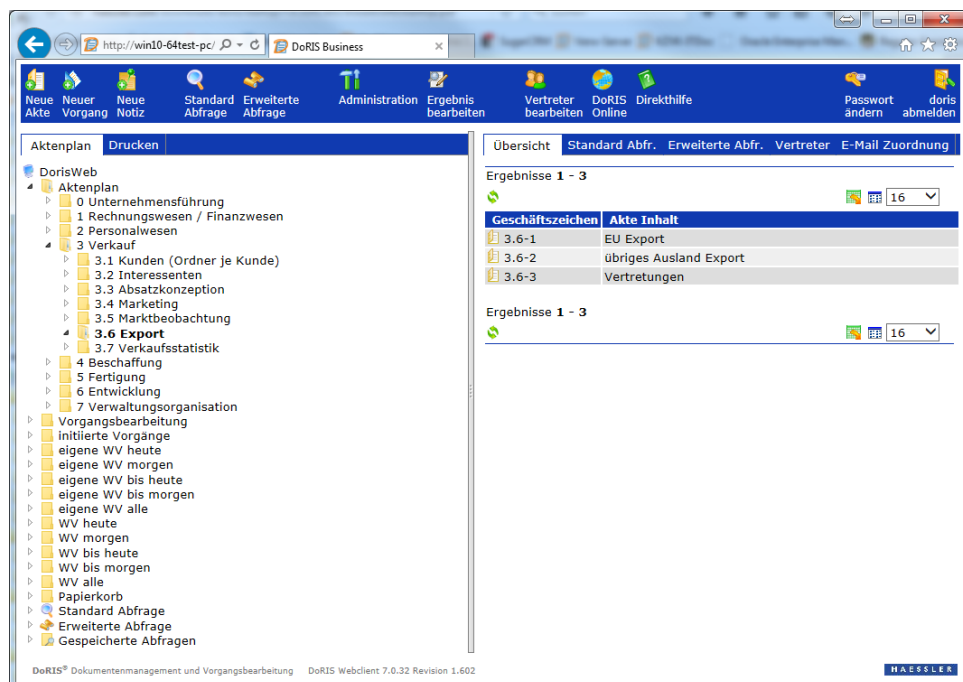 http://win10-64test-pc/
DoRIS Business
Neue Akte
Neuer Vorgang
Neue Notiz
Standard Abfrage
Erweiterte Abfrage
Administration
Ergebnis bearbeiten
Vertreter bearbeiten
DoRIS Online
Direkthilfe
Passwort ändern
doris abmelden
Aktenplan
Drucken
DorisWeb
Aktenplan
0 Unternehmensführung
1 Rechnungswesen / Finanzwesen
2 Personalwesen
3 Verkauf
3.1 Kunden (Ordner je Kunde)
3.2 Interessenten
3.3 Absatzkonzeption
3.4 Marketing
3.5 Marktbeobachtung
3.6 Export
3.7 Verkaufsstatistik
4 Beschaffung
5 Fertigung
6 Entwicklung
7 Verwaltungsorganisation
Vorgangsbearbeitung
initiierte Vorgänge
eigene WV heute
eigene WV morgen
eigene WV bis heute
eigene WV bis morgen
eigene WV alle
WV heute
WV morgen
WV bis heute
WV bis morgen
WV alle
Papierkorb
Standard Abfrage
Erweiterte Abfrage
Gespeicherte Abfragen
Übersicht
Standard Abfr.
Erweiterte Abfr.
Vertreter
E-Mail Zuordnung
Ergebnisse 1 - 3
16
Geschäftszeichen Akte Inhalt
3.6-1 EU Export
3.6-2 übriges Ausland Export
3.6-3 Vertretungen
Ergebnisse 1 - 3
16
DoRIS® Dokumentenmanagement und Vorgangsbearbeitung DoRIS Webclient 7.0.32 Revision 1.602
HAESSLER